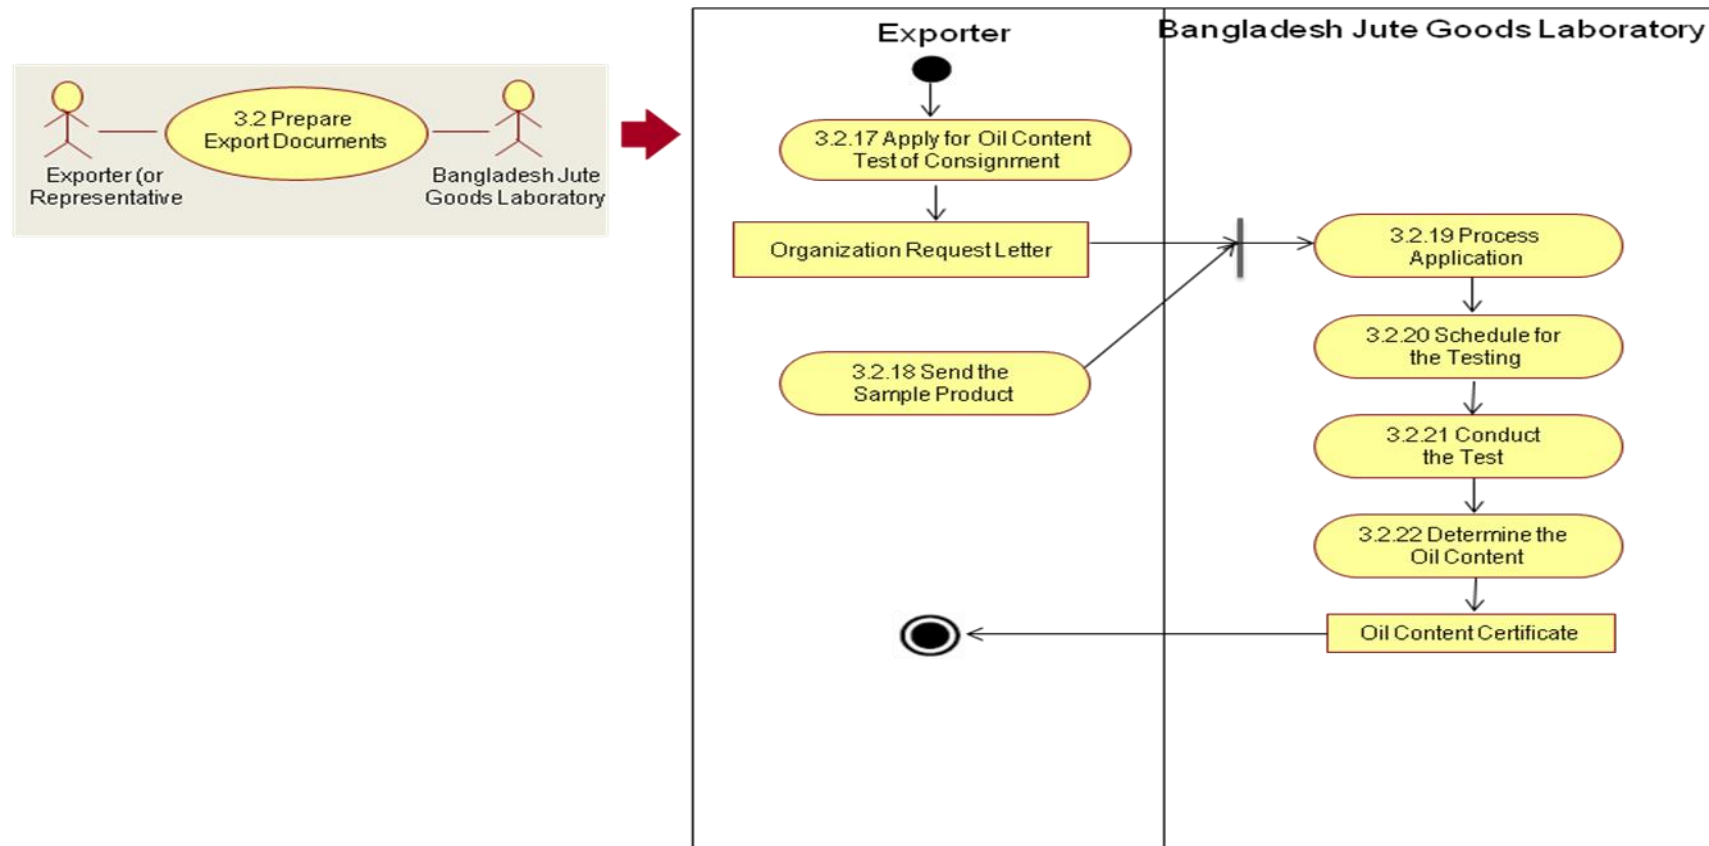 3.2 Prepare
Export Documents
Exporter (or
Representative
Bangladesh Jute
Goods Laboratory
Exporter
Bangladesh Jute Goods Laboratory
3.2.17 Apply for Oil Content
Test of Consignment
Organization Request Letter
3.2.18 Send the
Sample Product
3.2.19 Process
Application
3.2.20 Schedule for
the Testing
3.2.21 Conduct
the Test
3.2.22 Determine the
Oil Content
Oil Content Certificate